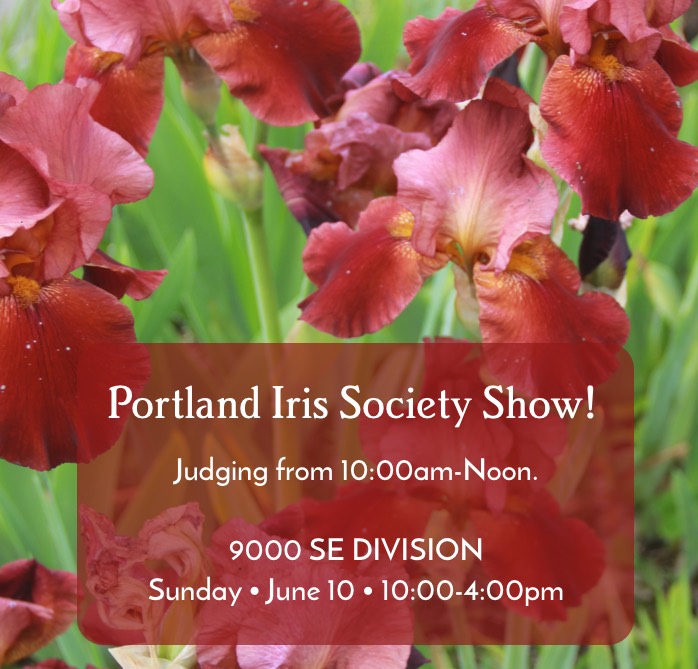 Portland Iris Society Show!
Judging from 10:00am-Noon.
9000 SE DIVISION
Sunday • June 10 • 10:00-4:00pm